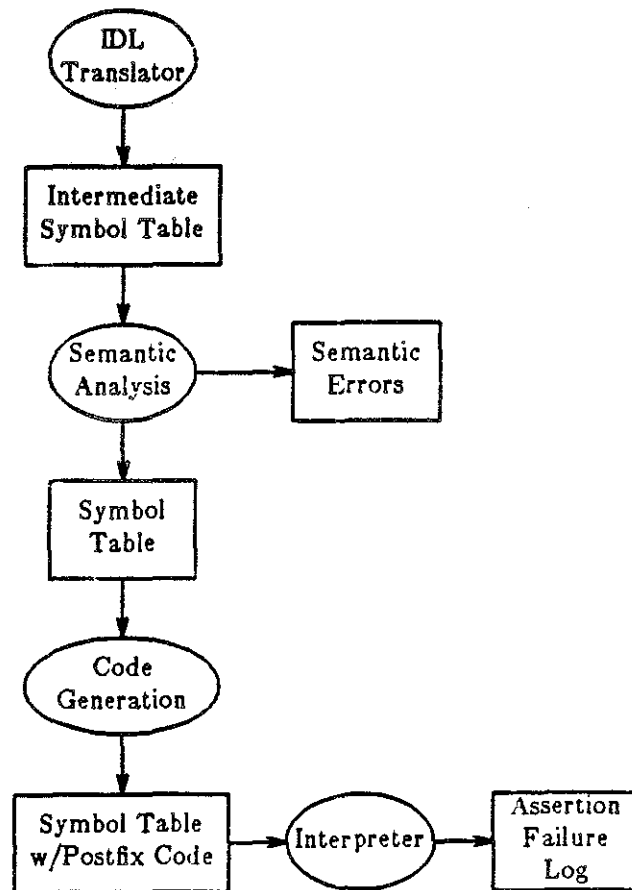 IDL
Translator
Intermediate
Symbol Table
Semantic
Analysis
Semantic
Errors
Symbol
Table
Code
Generation
Symbol Table
w/Postfix Code
Interpreter
Assertion
Failure
Log